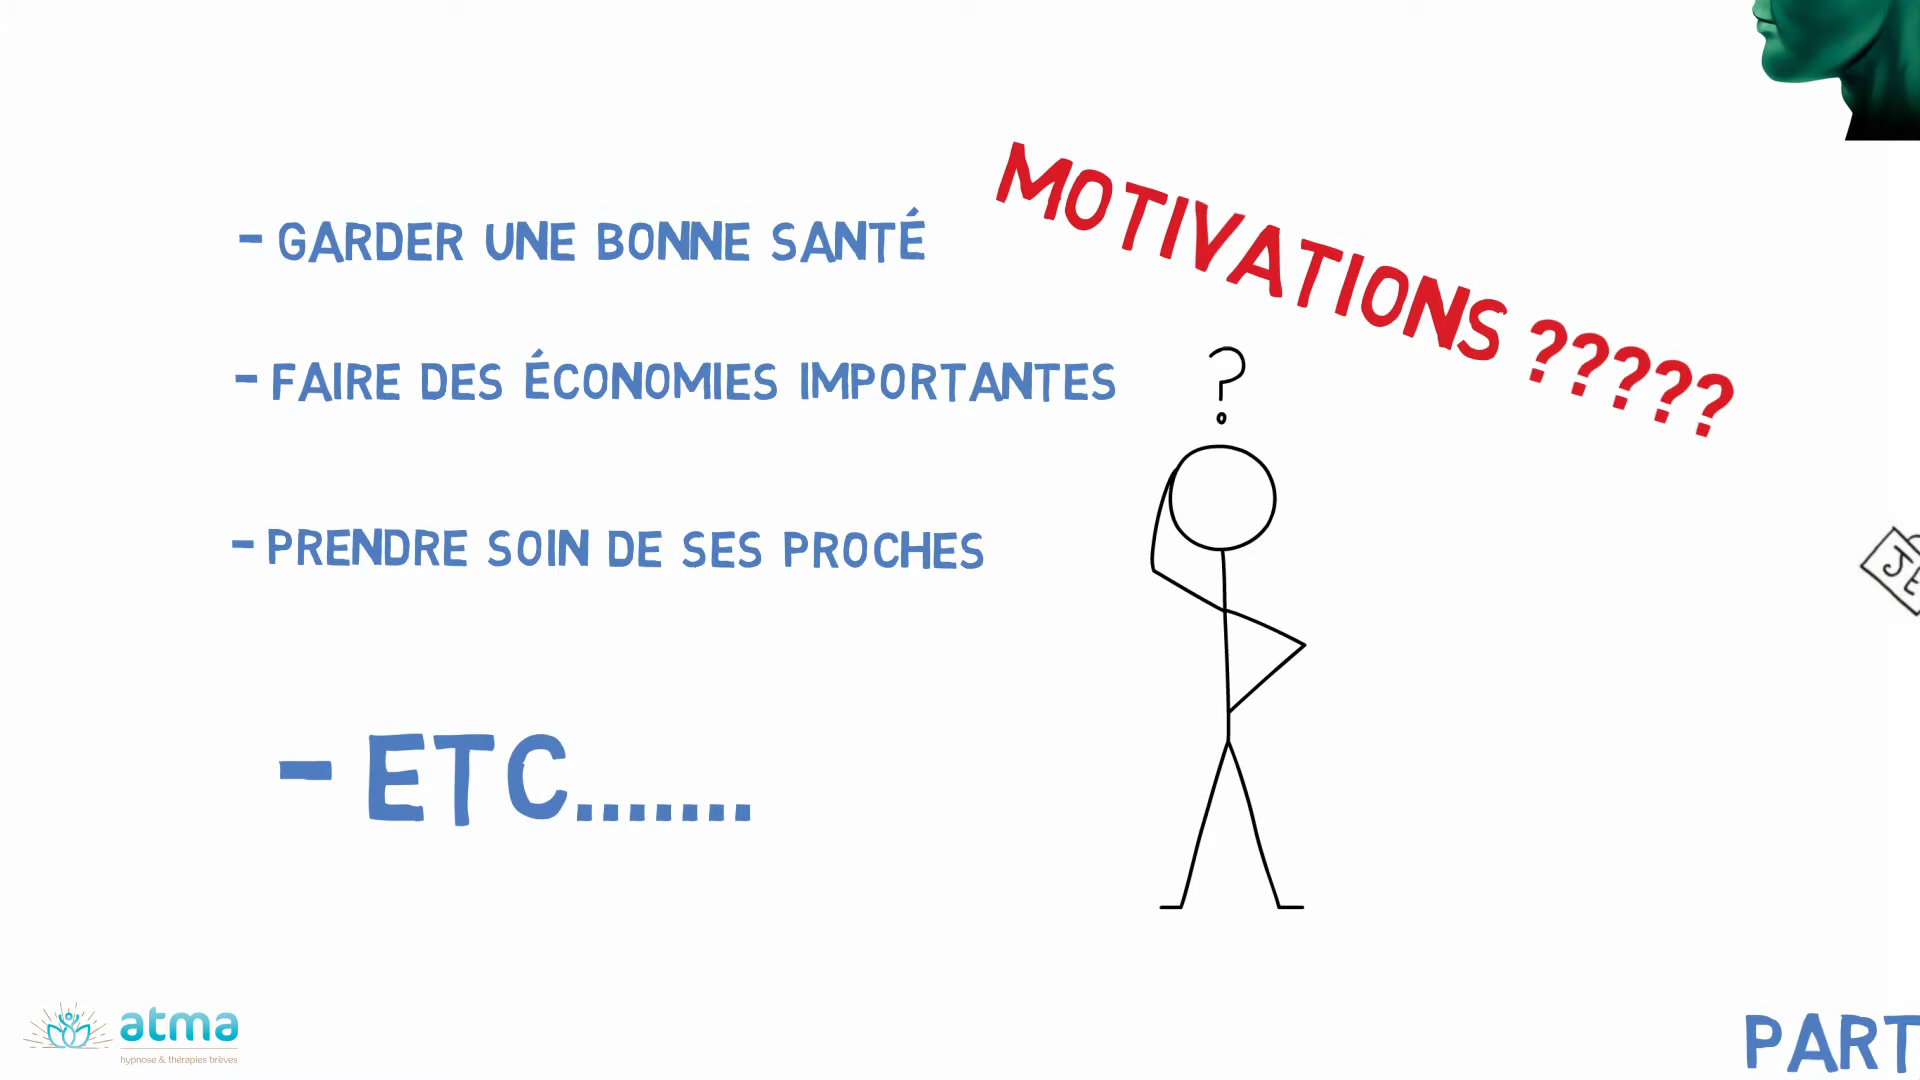 MOTIVATIONS ?????
- GARDER UNE BONNE SANTÉ
- FAIRE DES ÉCONOMIES IMPORTANTES
?
- PRENDRE SOIN DE SES PROCHES
JE
- ETC.......
atma
hypnose & thérapies brèves
PART